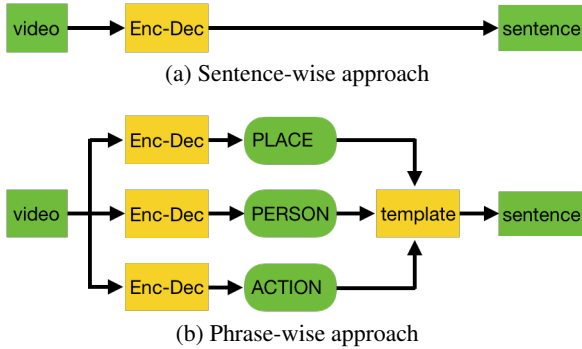 video Enc-Dec sentence
(a) Sentence-wise approach
Enc-Dec PLACE
video Enc-Dec PERSON template sentence
Enc-Dec ACTION
(b) Phrase-wise approach